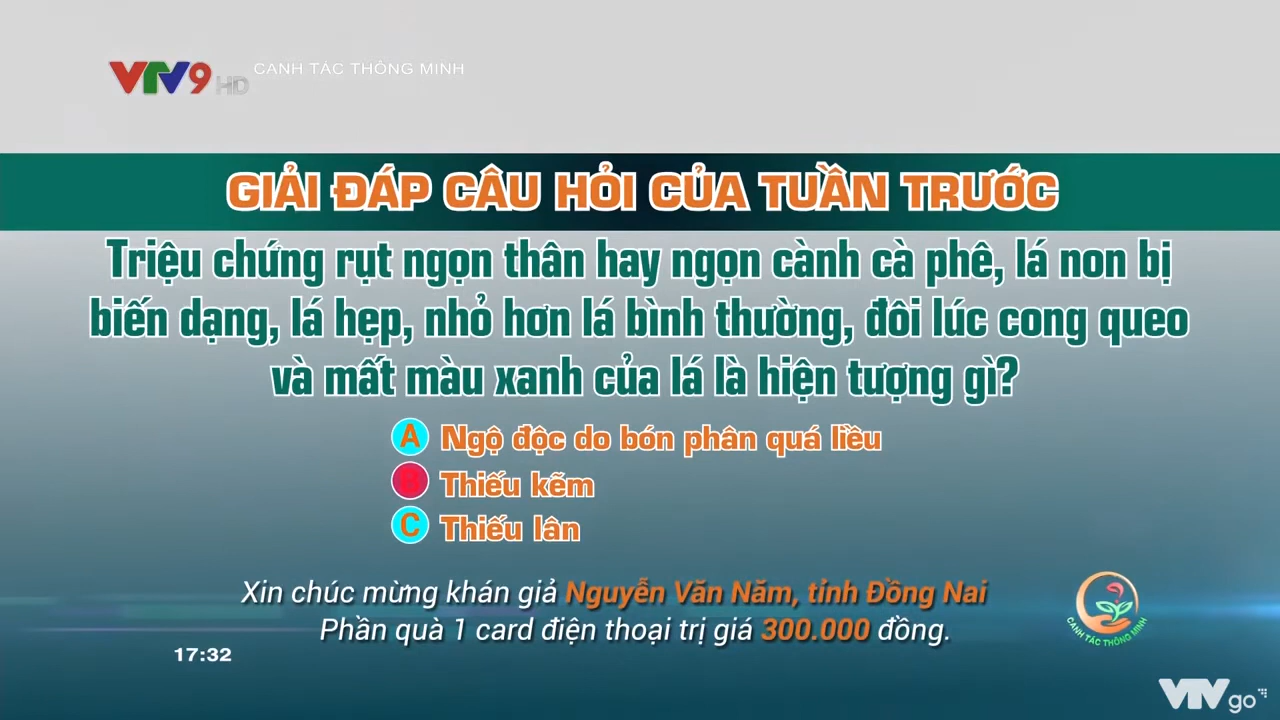 VTV9 HD CANH TÁC THÔNG MINH
GIẢI ĐÁP CÂU HỎI CỦA TUẦN TRƯỚC
Triệu chứng rụt ngọn thân hay ngọn cành cà phê, lá non bị
biến dạng, lá hẹp, nhỏ hơn lá bình thường, đôi lúc cong queo
và mất màu xanh của lá là hiện tượng gì?
A Ngộ độc do bón phân quá liều
B Thiếu kẽm
C Thiếu lân
Xin chúc mừng khán giả Nguyễn Văn Năm, tỉnh Đồng Nai
Phần quà 1 card điện thoại trị giá 300.000 đồng.
CANH TÁC THÔNG MINH
17:32
VTV go